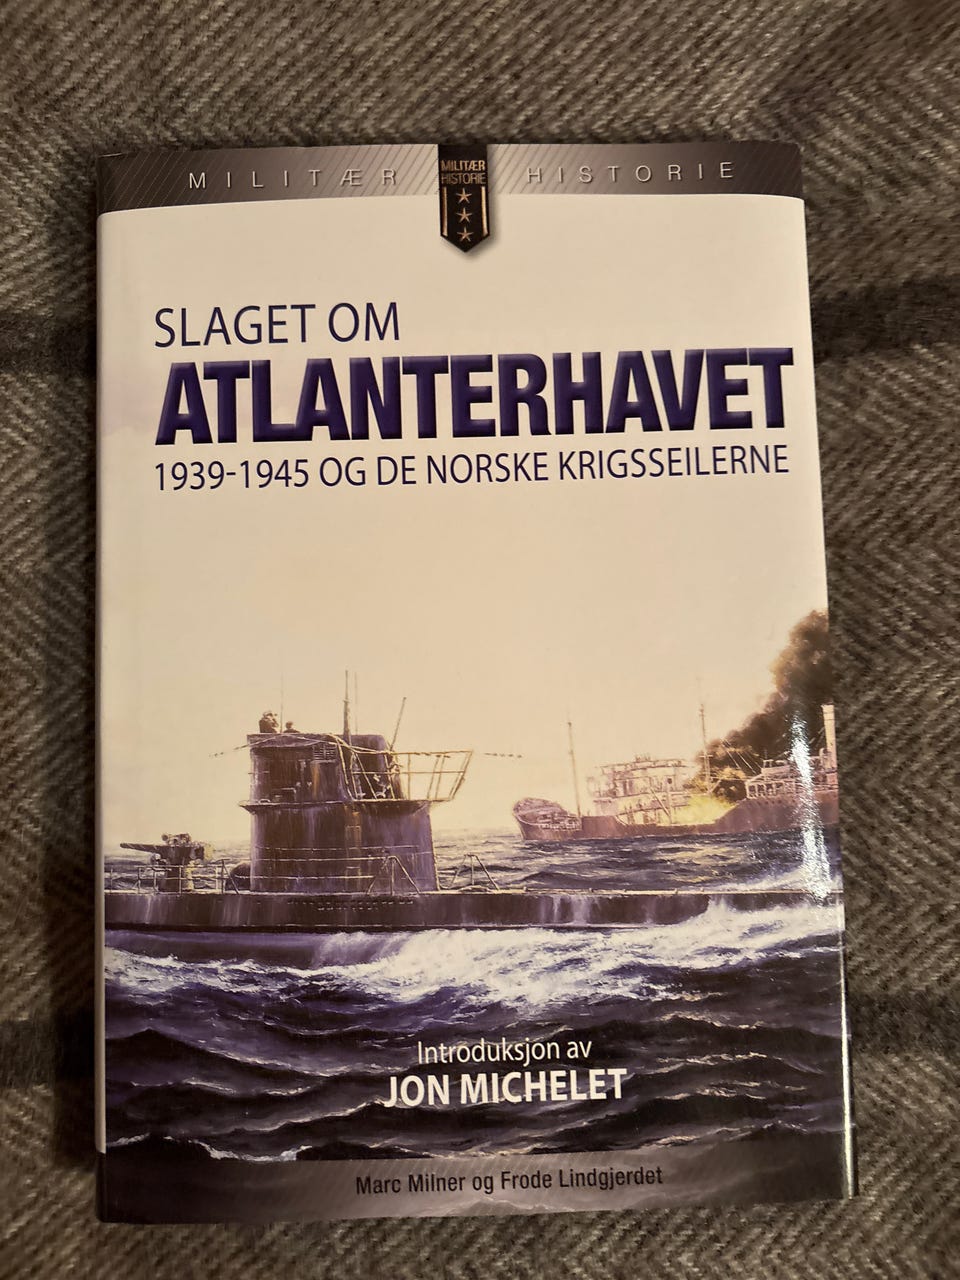 MILITÆR HISTORIE
MILITÆR
HISTORIE
SLAGET OM
ATLANTERHAVET
1939-1945 OG DE NORSKE KRIGSSEILERNE
Introduksjon av
JON MICHELET
Marc Milner og Frode Lindgjerdet